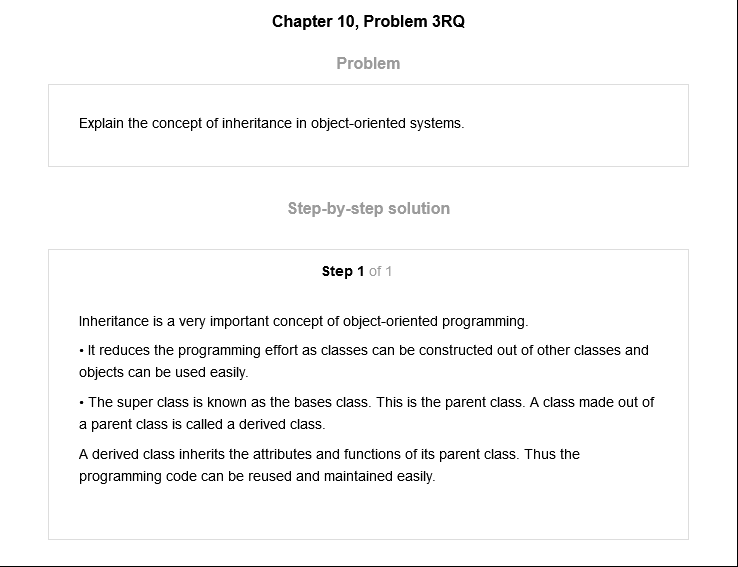 Chapter 10, Problem 3RQ
Problem
Explain the concept of inheritance in object-oriented systems.
Step-by-step solution
Step 1 of 1
Inheritance is a very important concept of object-oriented programming.
• It reduces the programming effort as classes can be constructed out of other classes and
objects can be used easily.
• The super class is known as the bases class. This is the parent class. A class made out of
a parent class is called a derived class.
A derived class inherits the attributes and functions of its parent class. Thus the
programming code can be reused and maintained easily.